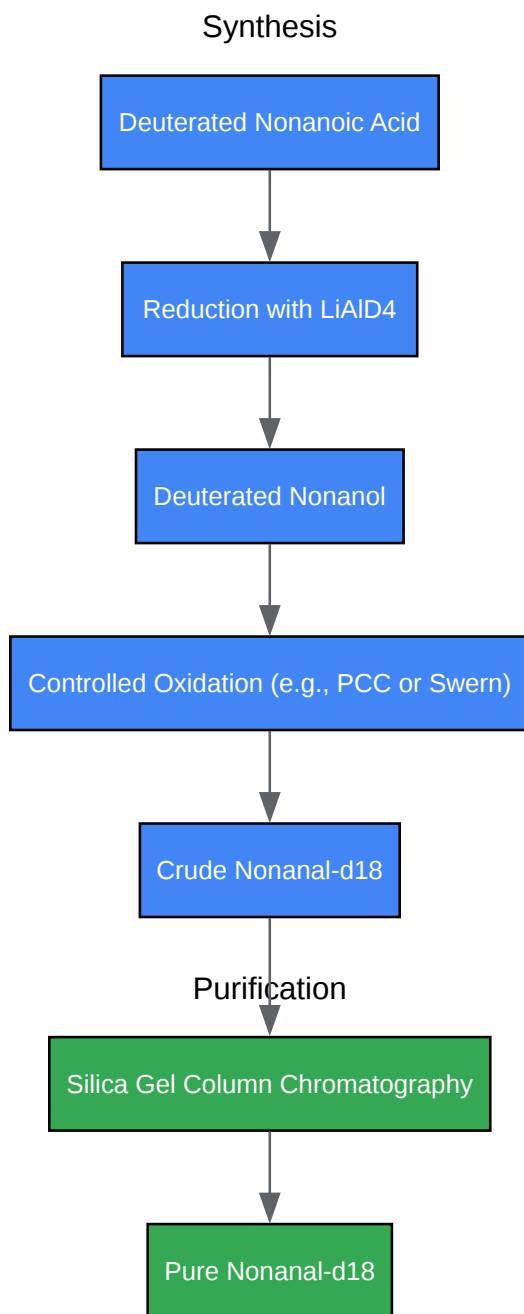 Synthesis
Deuterated Nonanoic Acid
Reduction with LiAlD4
Deuterated Nonanol
Controlled Oxidation (e.g., PCC or Swern)
Crude Nonanal-d18
Purification
Silica Gel Column Chromatography
Pure Nonanal-d18